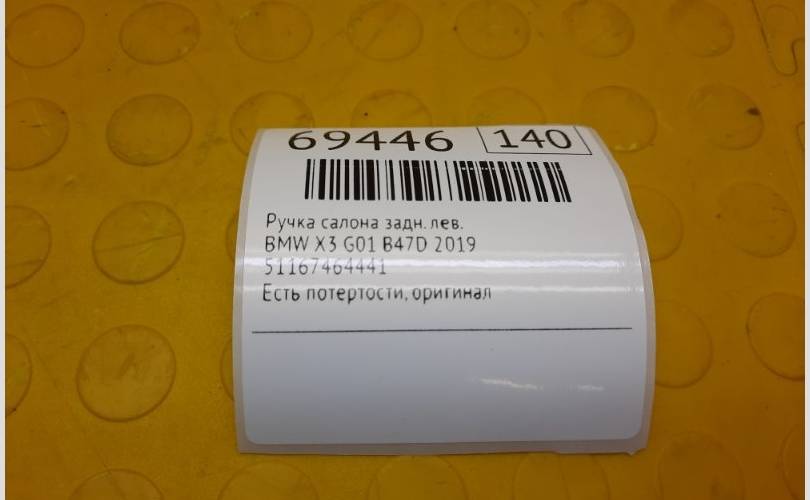 69446 140
Ручка салона задн. лев.
BMW X3 G01 B47D 2019
51167464441
Есть потертости, оригинал